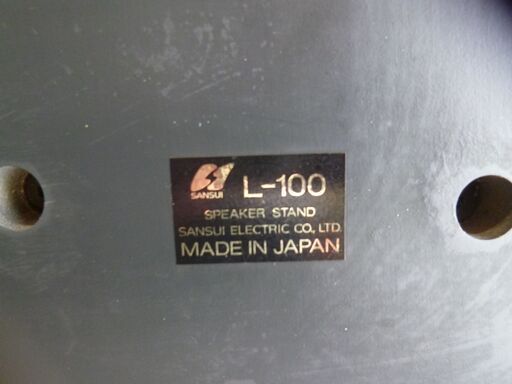 SANSUI L-100
SPEAKER STAND
SANSUI ELECTRIC CO., LTD.
MADE IN JAPAN